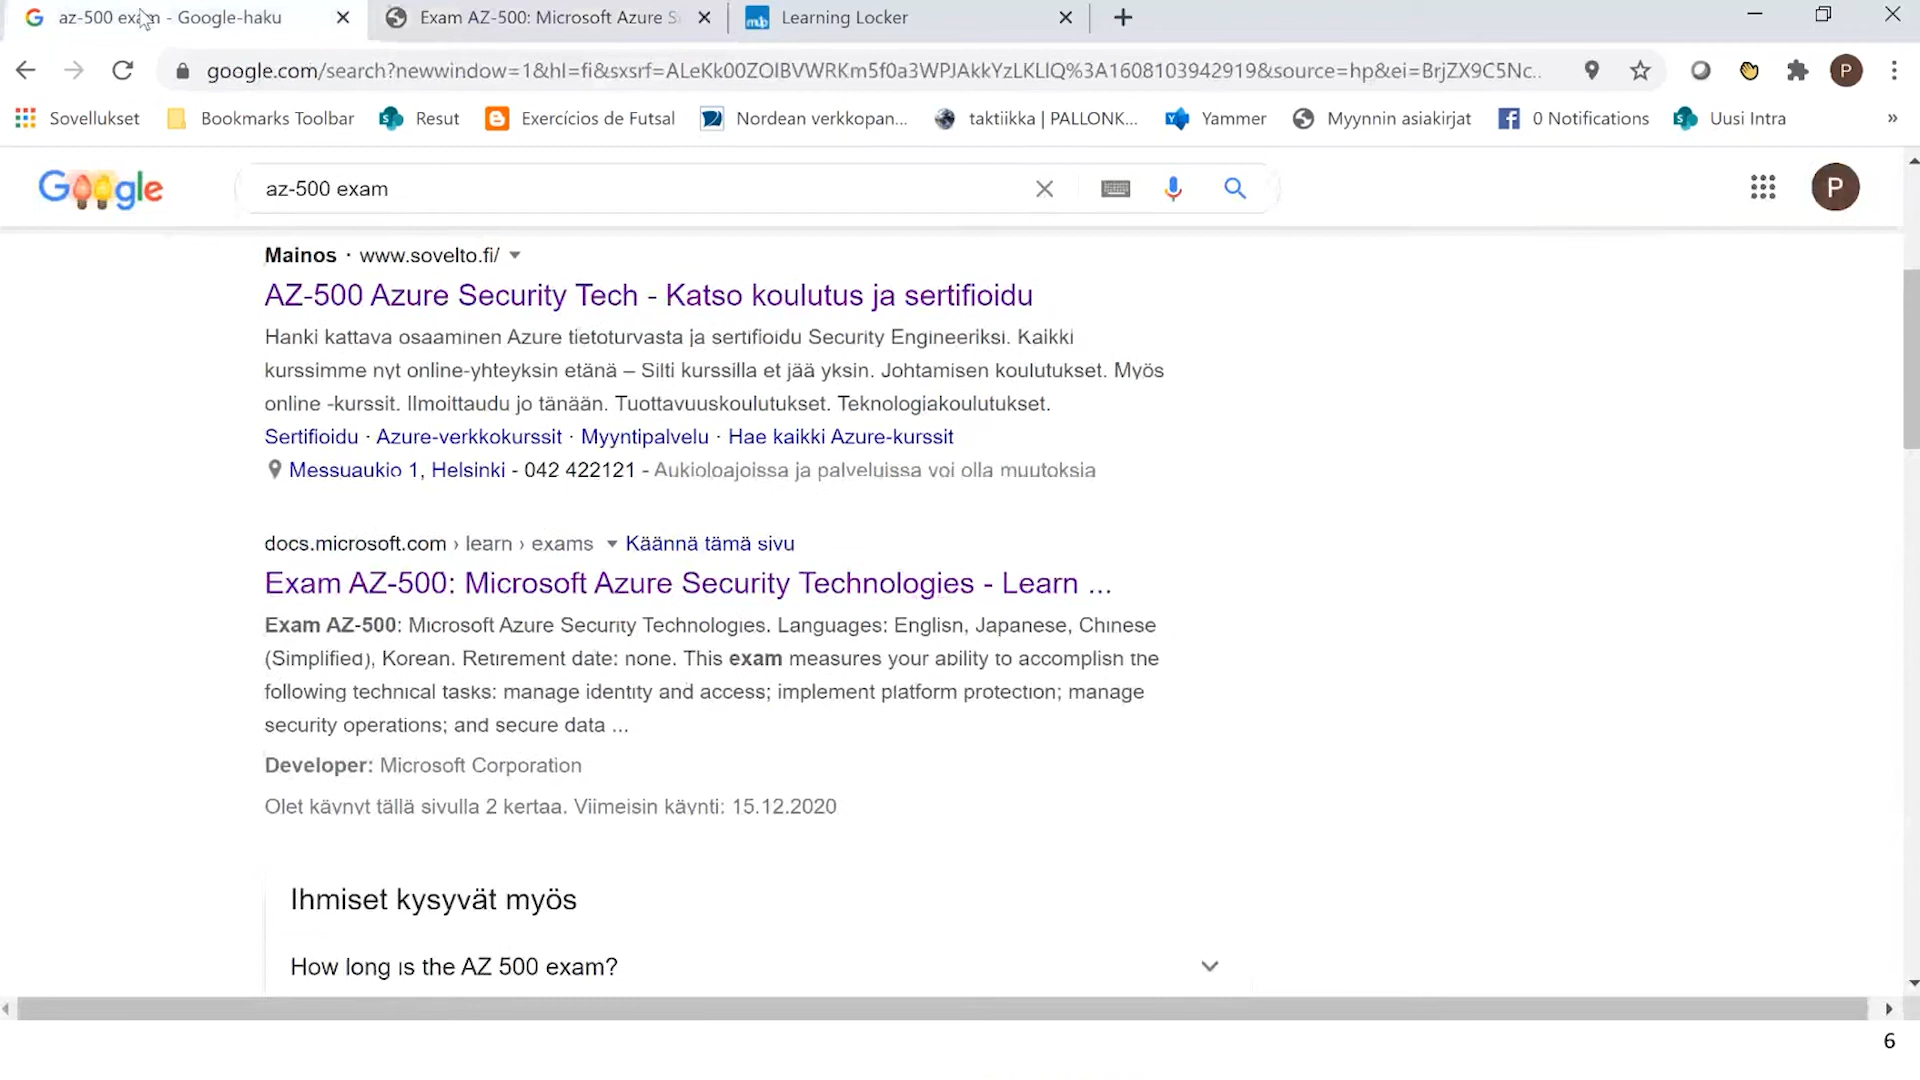 az-500 exam - Google-haku
Exam AZ-500: Microsoft Azure S
Learning Locker
google.com/search?newwindow=1&hl=fi&sxsrf=ALeKk00ZOlBVWRKm5f0a3WPJAkkYzLKLlQ%3A1608103942919&source=hp&ei=BrjZX9C5Nc..
P
Sovellukset
Bookmarks Toolbar
Resut
Exercícios de Futsal
Nordean verkkopan...
taktiikka | PALLONK...
Yammer
Myynnin asiakirjat
0 Notifications
Uusi Intra
»
Google
az-500 exam
P
Mainos · www.sovelto.fi/
AZ-500 Azure Security Tech - Katso koulutus ja sertifioidu
Hanki kattava osaaminen Azure tietoturvasta ja sertifioidu Security Engineeriksi. Kaikki
kurssimme nyt online-yhteyksin etänä – Silti kurssilla et jää yksin. Johtamisen koulutukset. Myös
online -kurssit. Ilmoittaudu jo tänään. Tuottavuuskoulutukset. Teknologiakoulutukset.
Sertifioidu · Azure-verkkokurssit · Myyntipalvelu · Hae kaikki Azure-kurssit
Messuaukio 1, Helsinki - 042 422121 - Aukioloajoissa ja palveluissa voi olla muutoksia
docs.microsoft.com › learn › exams Käännä tämä sivu
Exam AZ-500: Microsoft Azure Security Technologies - Learn ...
Exam AZ-500: Microsoft Azure Security Technologies. Languages: English, Japanese, Chinese
(Simplified), Korean. Retirement date: none. This exam measures your ability to accomplish the
following technical tasks: manage identity and access; implement platform protection; manage
security operations; and secure data ...
Developer: Microsoft Corporation
Olet käynyt tällä sivulla 2 kertaa. Viimeisin käynti: 15.12.2020
Ihmiset kysyvät myös
How long is the AZ 500 exam?
6